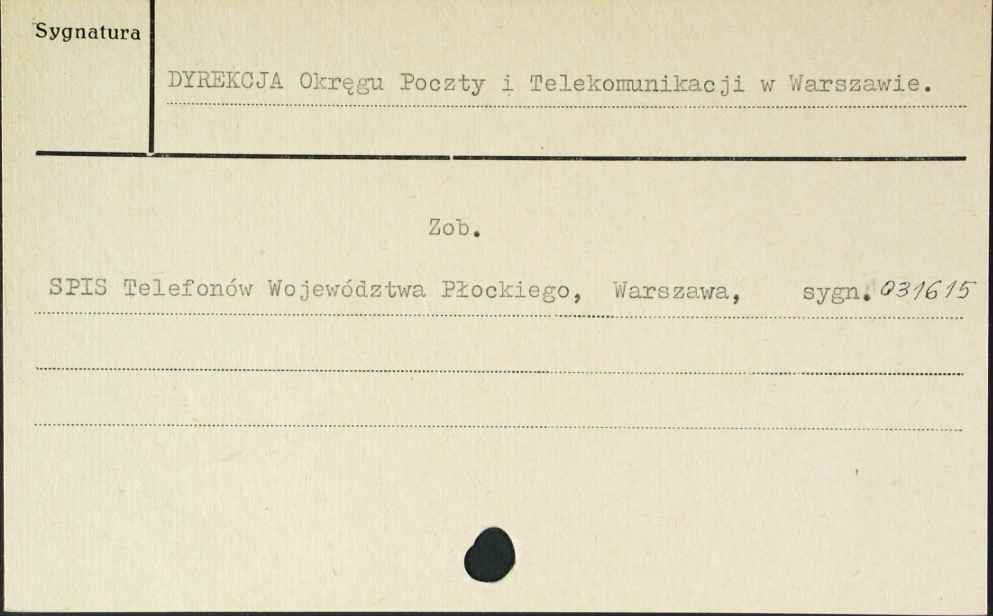 Sygnatura
DYREKCJA Okręgu Poczty i Telekomunikacji w Warszawie.
Zob.
SPIS Telefonów Województwa Płockiego, Warszawa, sygn. 031615